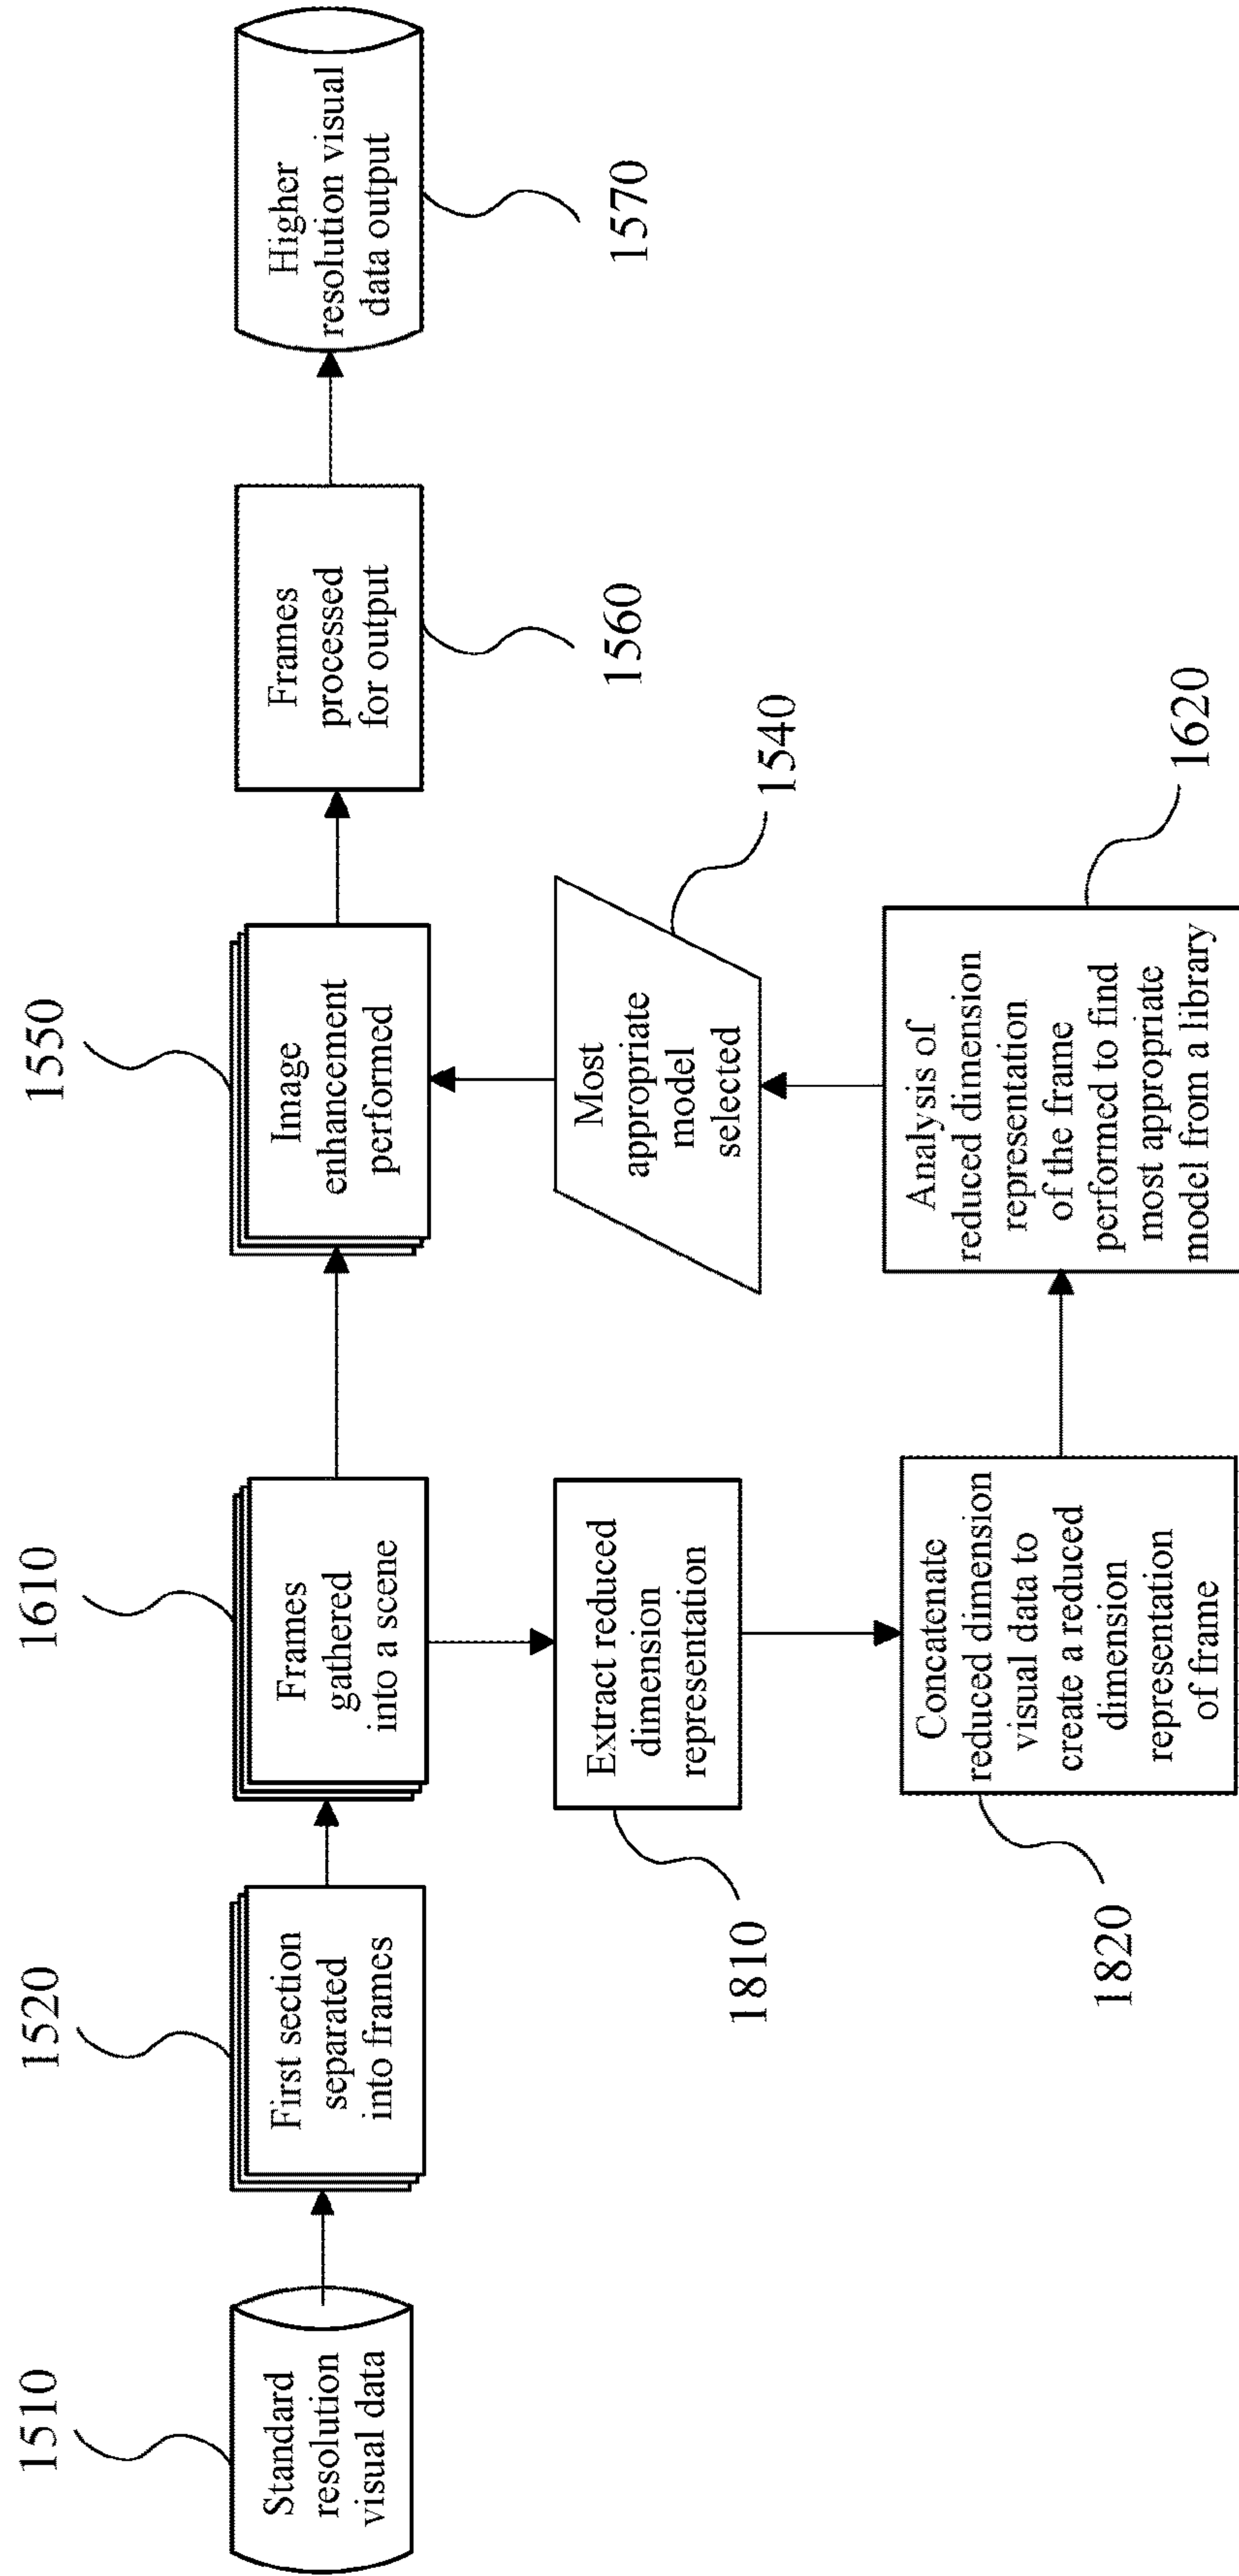 1510
Standard
resolution
visual data
1520
First section
separated
into frames
1610
Frames
gathered
into a scene
1550
Image
enhancement
performed
Frames
processed
for output
1560
Higher
resolution visual
data output
1570
Extract reduced
dimension
representation
1810
Most
appropriate
model
selected
1540
Concatenate
reduced dimension
visual data to
create a reduced
dimension
representation
of frame
1820
Analysis of
reduced dimension
representation
of the frame
performed to find
most appropriate
model from a library
1620